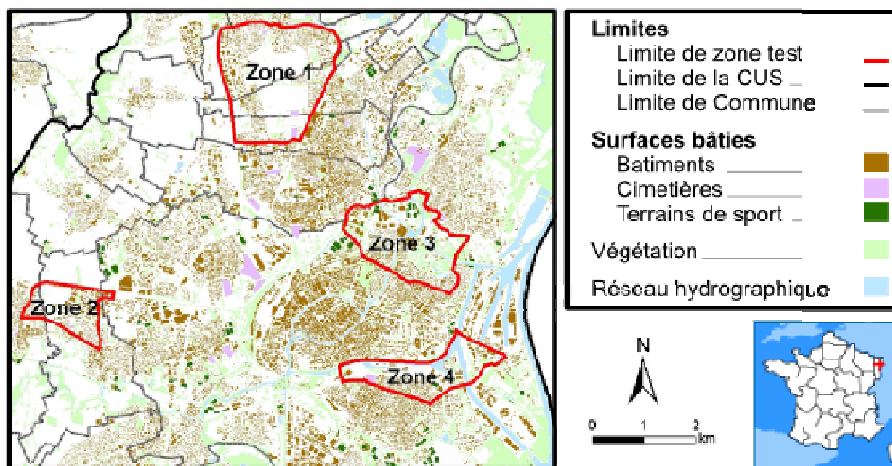 Zone 1
Zone 2
Zone 3
Zone 4
Limites
Limite de zone test
Limite de la CUS
Limite de Commune
Surfaces bâties
Batiments
Cimetières
Terrains de sport
Végétation
Réseau hydrographique
N
0 1 2
km